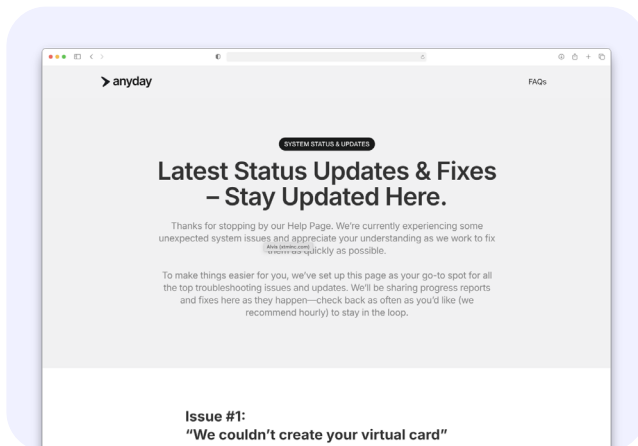 anyday
FAQs
SYSTEM STATUS & UPDATES
Latest Status Updates & Fixes
– Stay Updated Here.
Thanks for stopping by our Help Page. We're currently experiencing some
unexpected system issues and appreciate your understanding as we work to fix
them as quickly as possible.
To make things easier for you, we've set up this page as your go-to spot for all
the top troubleshooting issues and updates. We'll be sharing progress reports
and fixes here as they happen—check back as often as you'd like (we
recommend hourly) to stay in the loop.
Issue #1:
“We couldn't create your virtual card”